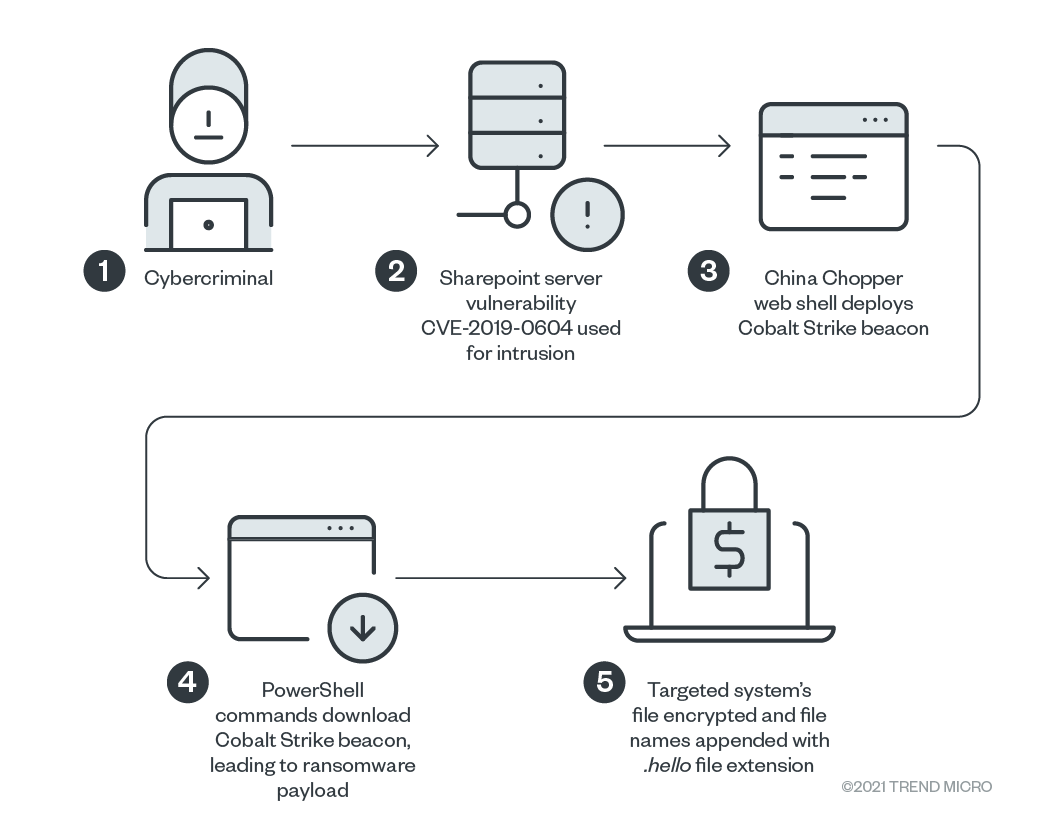 1
Cybercriminal
2
Sharepoint server
vulnerability
CVE-2019-0604 used
for intrusion
3
China Chopper
web shell deploys
Cobalt Strike beacon
4
PowerShell
commands download
Cobalt Strike beacon,
leading to ransomware
payload
$
5
Targeted system’s
file encrypted and file
names appended with
.hello file extension
©2021 TREND MICRO